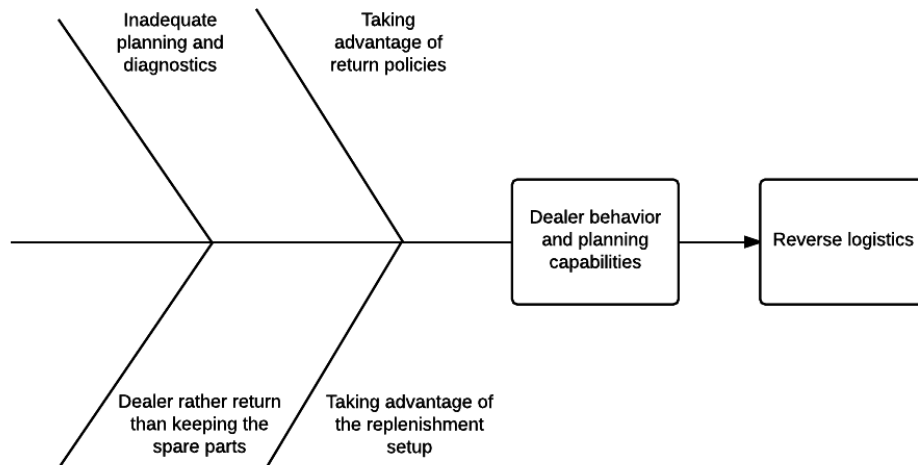 Inadequate
planning and
diagnostics
Taking
advantage of
return policies
Dealer behavior
and planning
capabilities
Reverse logistics
Dealer rather return
than keeping the
spare parts
Taking advantage of
the replenishment
setup